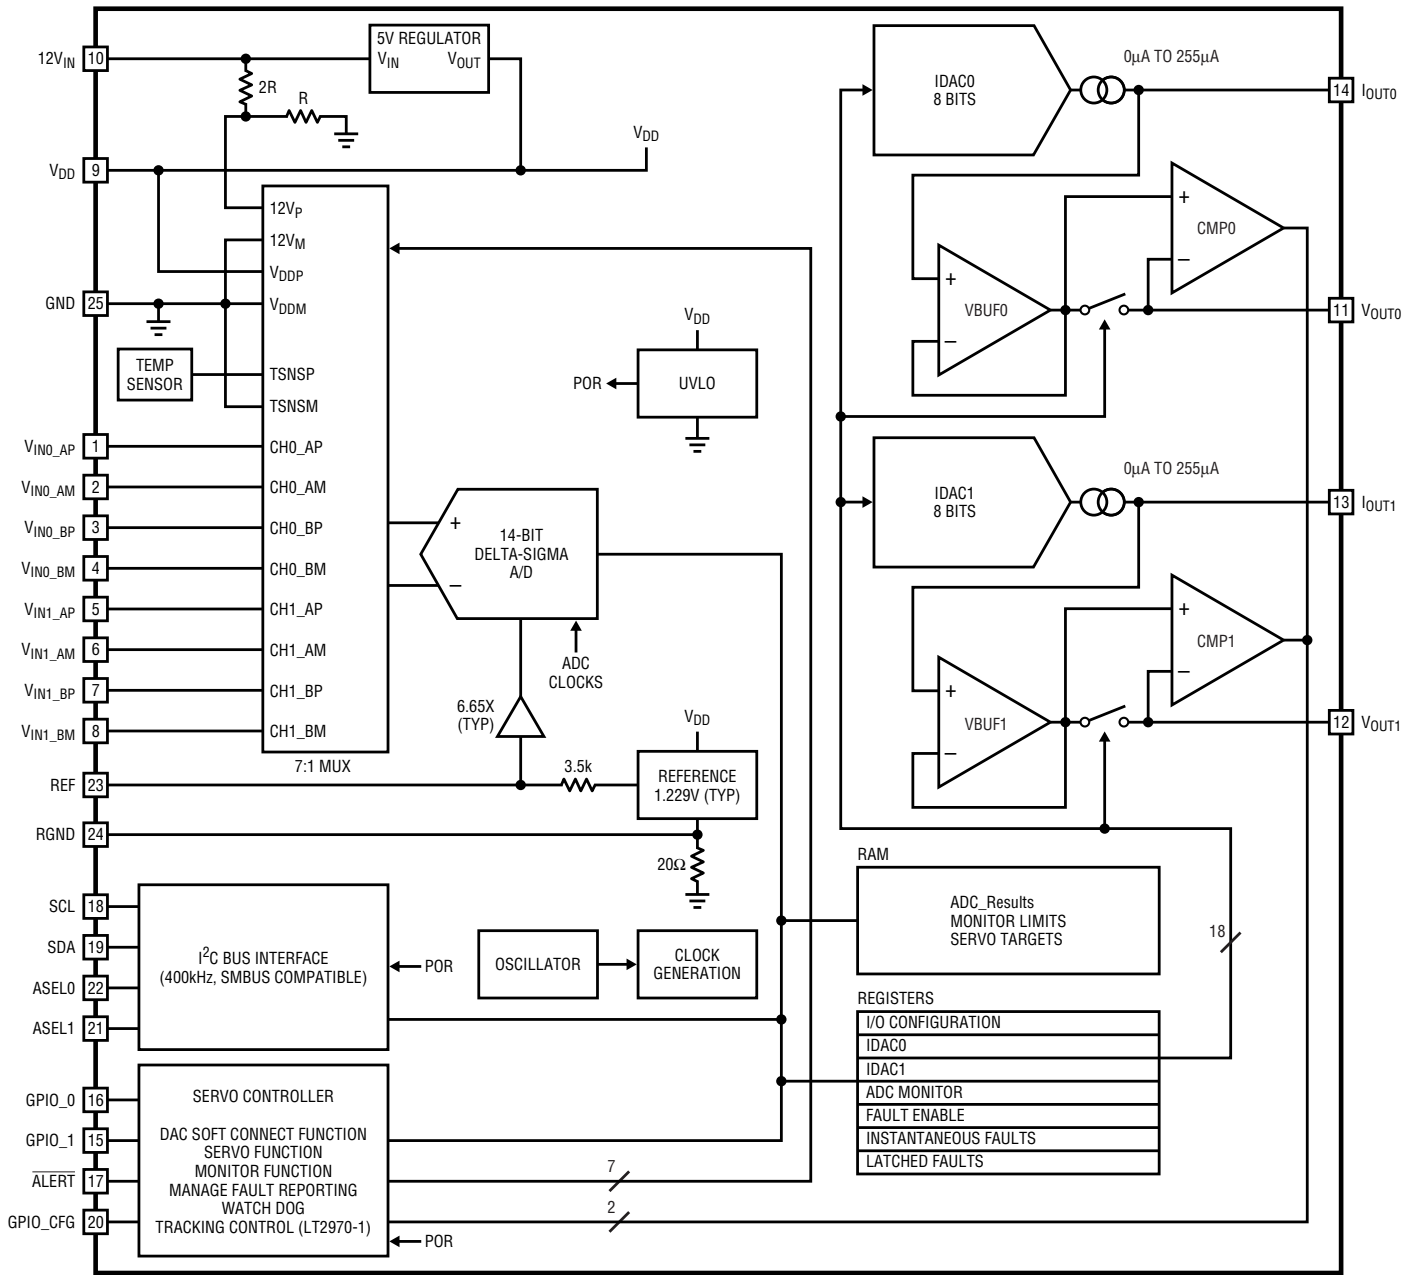 12VIN
10
5V REGULATOR
VIN
VOUT
2R
R
VDD
VDD
9
12VP
12VM
VDDP
VDDM
GND
25
TEMP
SENSOR
TSNSP
TSNSM
VIN0_AP
1
CH0_AP
VIN0_AM
2
CH0_AM
VIN0_BP
3
CH0_BP
VIN0_BM
4
CH0_BM
VIN1_AP
5
CH1_AP
VIN1_AM
6
CH1_AM
VIN1_BP
7
CH1_BP
VIN1_BM
8
CH1_BM
7:1 MUX
VDD
POR
UVLO
+
–
14-BIT
DELTA-SIGMA
A/D
ADC
CLOCKS
6.65X
(TYP)
VDD
REF
23
3.5k
REFERENCE
1.229V (TYP)
RGND
24
20Ω
SCL
18
SDA
19
ASEL0
22
ASEL1
21
I2C BUS INTERFACE
(400kHz, SMBUS COMPATIBLE)
POR
OSCILLATOR
CLOCK
GENERATION
GPIO_0
16
GPIO_1
15
ALERT
17
GPIO_CFG
20
SERVO CONTROLLER
DAC SOFT CONNECT FUNCTION
SERVO FUNCTION
MONITOR FUNCTION
MANAGE FAULT REPORTING
WATCH DOG
TRACKING CONTROL (LT2970-1)
POR
7
2
IDAC0
8 BITS
0µA TO 255µA
14
IOUT0
+
–
CMP0
+
–
VBUF0
11
VOUT0
IDAC1
8 BITS
0µA TO 255µA
13
IOUT1
+
–
CMP1
+
–
VBUF1
12
VOUT1
RAM
ADC_Results
MONITOR LIMITS
SERVO TARGETS
18
REGISTERS
I/O CONFIGURATION
IDAC0
IDAC1
ADC MONITOR
FAULT ENABLE
INSTANTANEOUS FAULTS
LATCHED FAULTS